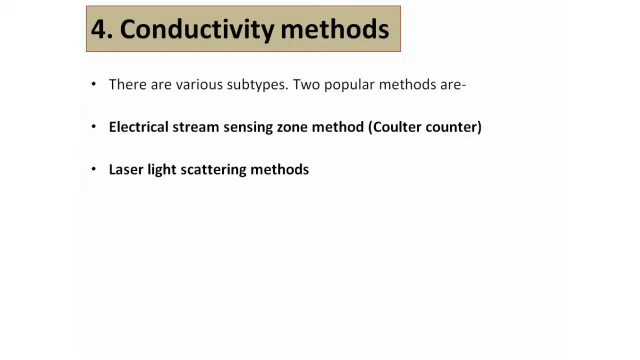 4. Conductivity methods
• There are various subtypes. Two popular methods are-
• Electrical stream sensing zone method (Coulter counter)
• Laser light scattering methods